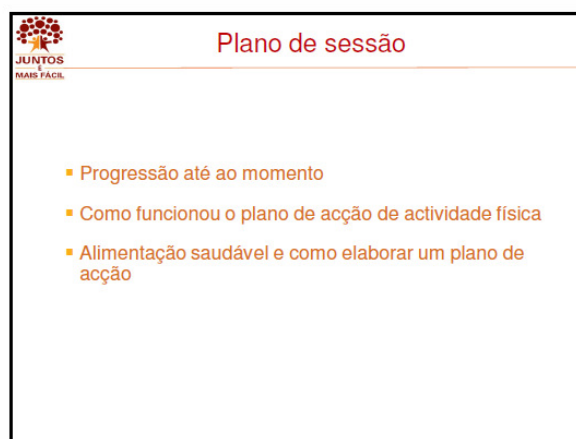 JUNTOS
É
MAIS FÁCIL
Plano de sessão
Progressão até ao momento
Como funcionou o plano de acção de actividade física
Alimentação saudável e como elaborar um plano de
acção